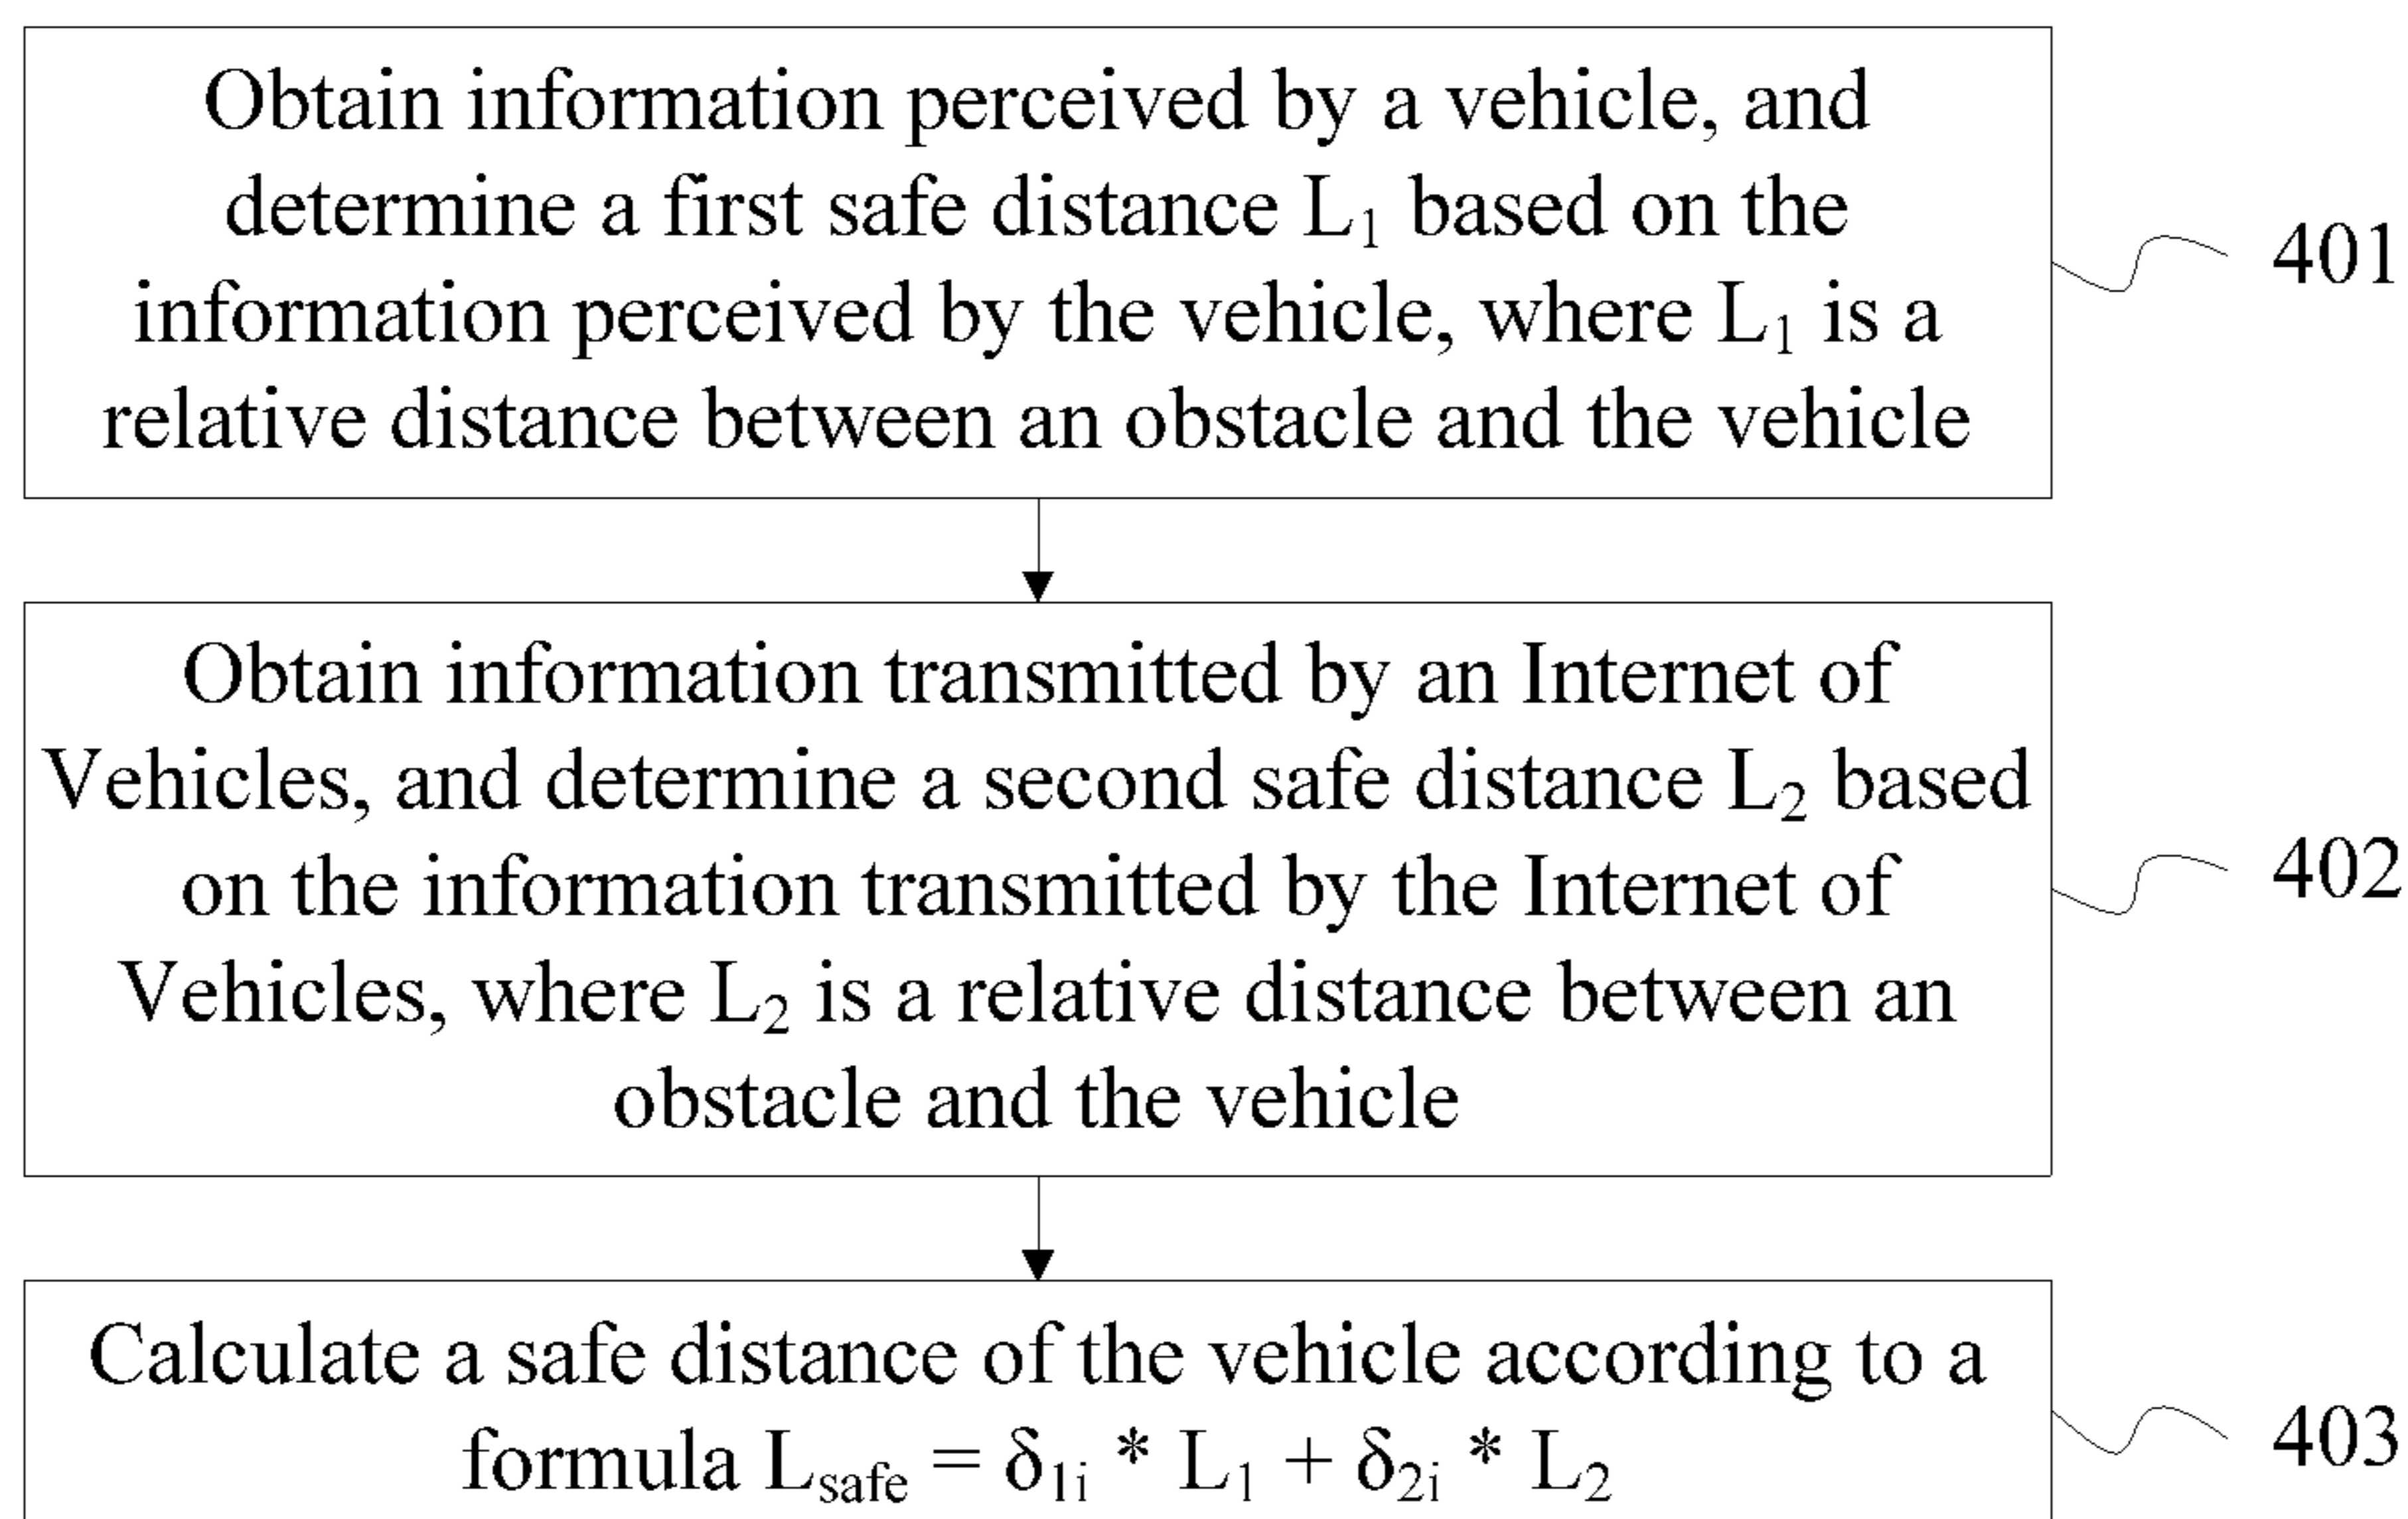 Obtain information perceived by a vehicle, and
determine a first safe distance L₁ based on the
information perceived by the vehicle, where L₁ is a
relative distance between an obstacle and the vehicle
401
Obtain information transmitted by an Internet of
Vehicles, and determine a second safe distance L₂ based
on the information transmitted by the Internet of
Vehicles, where L₂ is a relative distance between an
obstacle and the vehicle
402
Calculate a safe distance of the vehicle according to a
formula Lsafe = δ₁ᵢ * L₁ + δ₂ᵢ * L₂
403